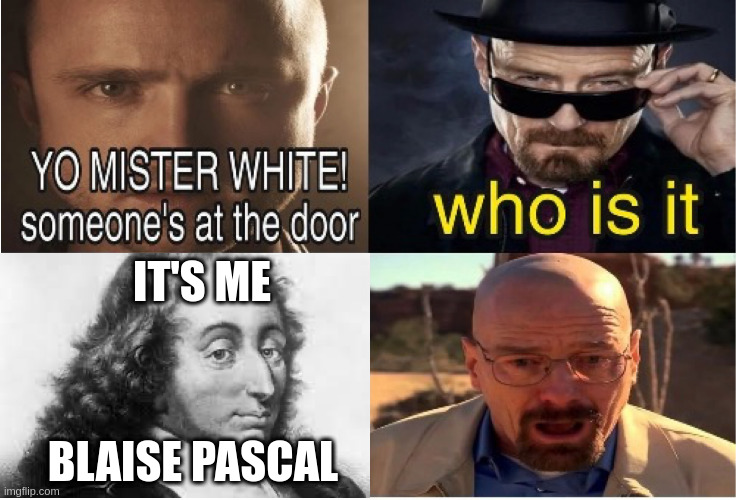 YO MISTER WHITE!
someone's at the door
who is it
IT'S ME
BLAISE PASCAL
imgflip.com